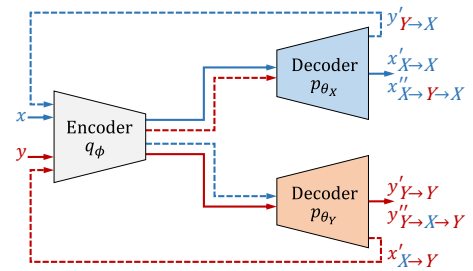 y′Y→X
Decoder
pθX
x′X→X
x″X→Y→X
x
Encoder
qϕ
y
Decoder
pθY
y′Y→Y
y″Y→X→Y
x′X→Y